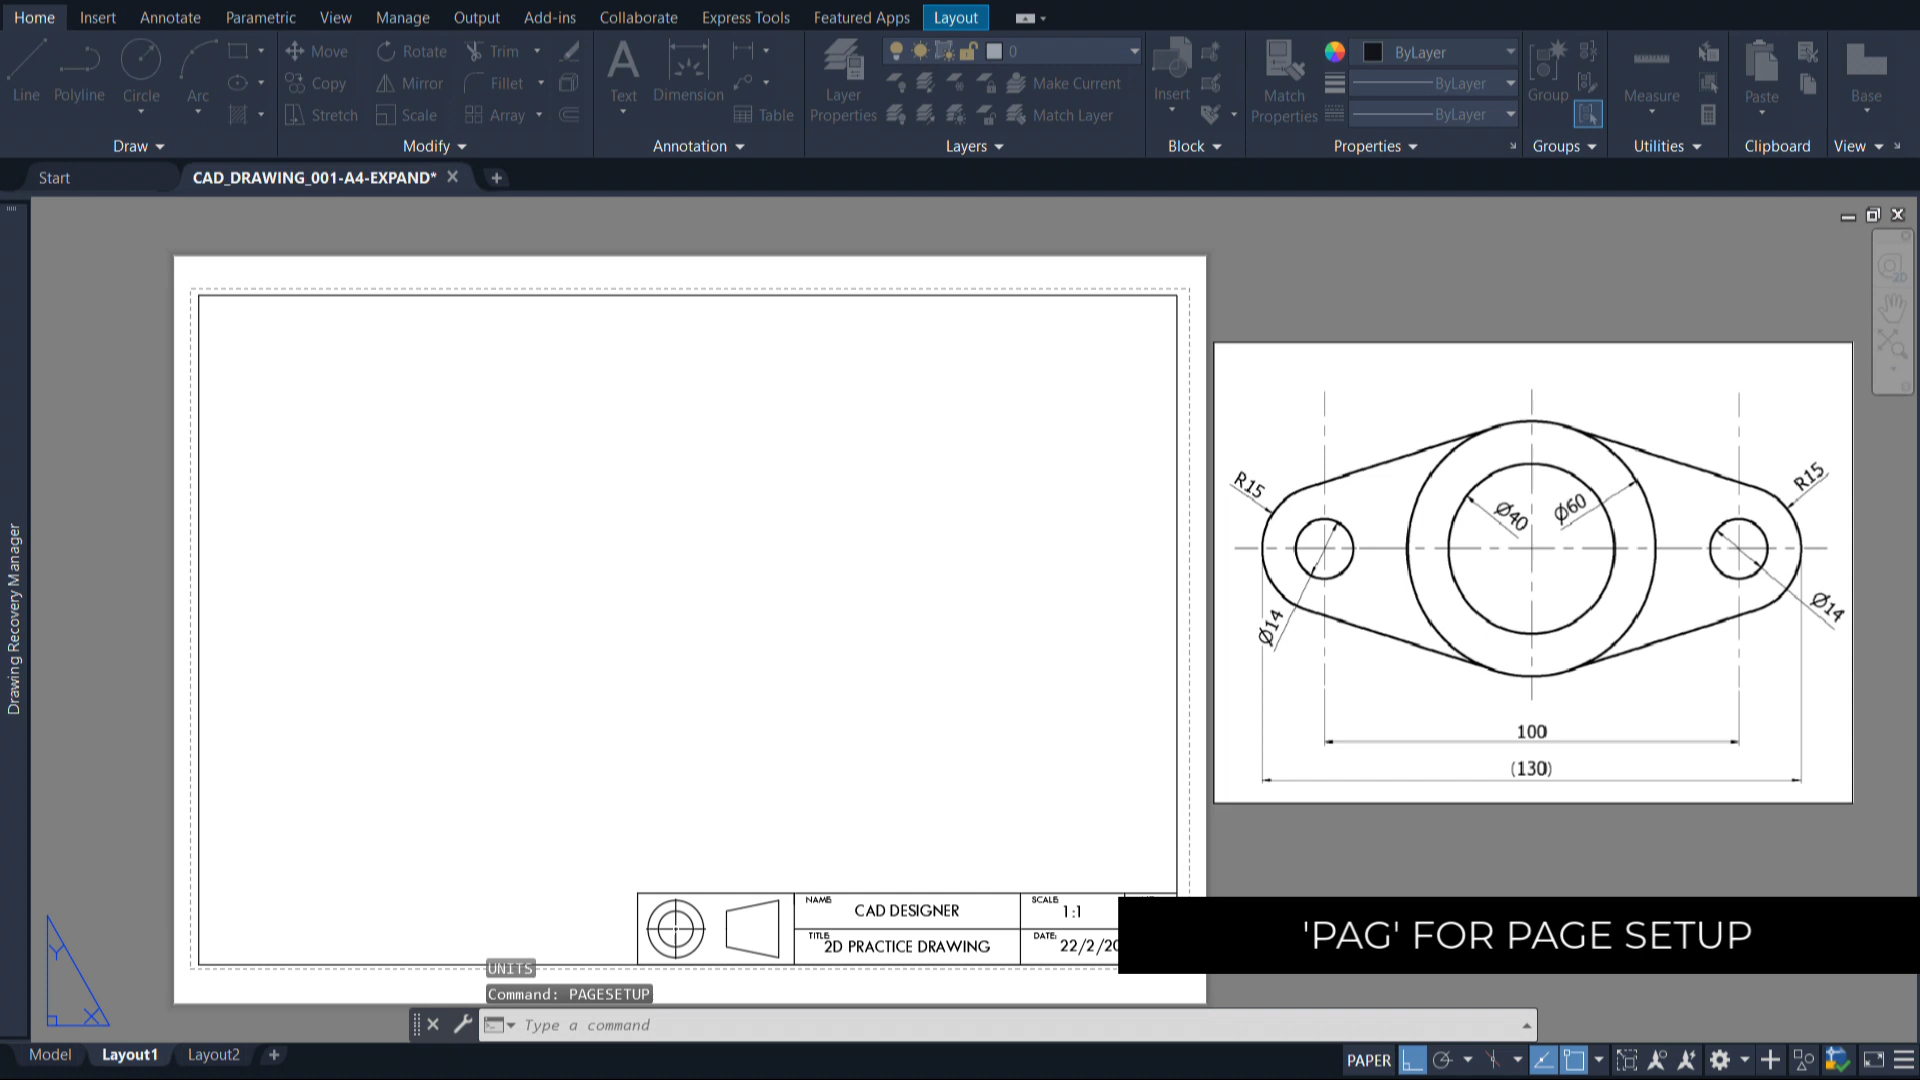 Home Insert Annotate Parametric View Manage Output Add-ins Collaborate Express Tools Featured Apps Layout
Move Rotate Trim 0 ByLayer
Line Polyline Circle Arc Copy Mirror Fillet Text Dimension Layer Properties Make Current Insert Match Properties ByLayer Group Measure Paste Base
Stretch Scale Array Table Match Layer ByLayer
Draw Modify Annotation Layers Block Properties Groups Utilities Clipboard View
Start CAD_DRAWING_001-A4-EXPAND*
Drawing Recovery Manager
2D
R15
R15
Ø40
Ø60
Ø14
Ø14
100
(130)
NAME CAD DESIGNER SCALE 1:1
TITLE 2D PRACTICE DRAWING DATE: 22/2/20
'PAG' FOR PAGE SETUP
Y
X
UNITS
Command: PAGESETUP
Type a command
Model Layout1 Layout2
PAPER